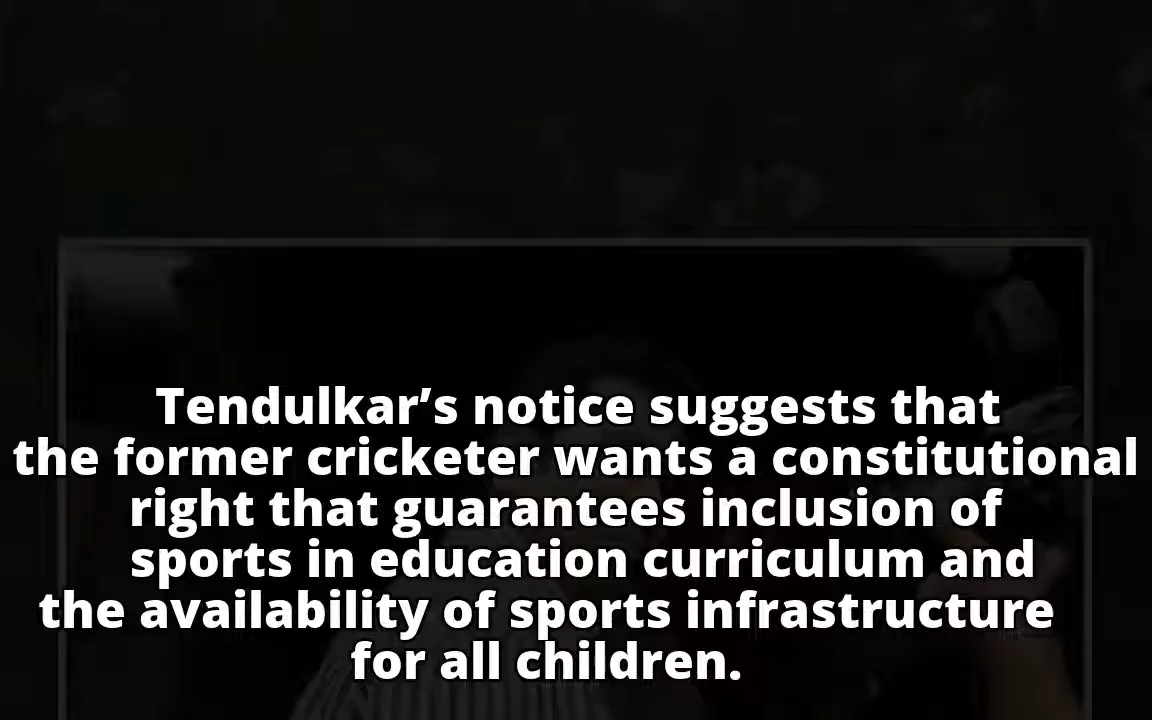 Tendulkar’s notice suggests that
the former cricketer wants a constitutional
right that guarantees inclusion of
sports in education curriculum and
the availability of sports infrastructure
for all children.